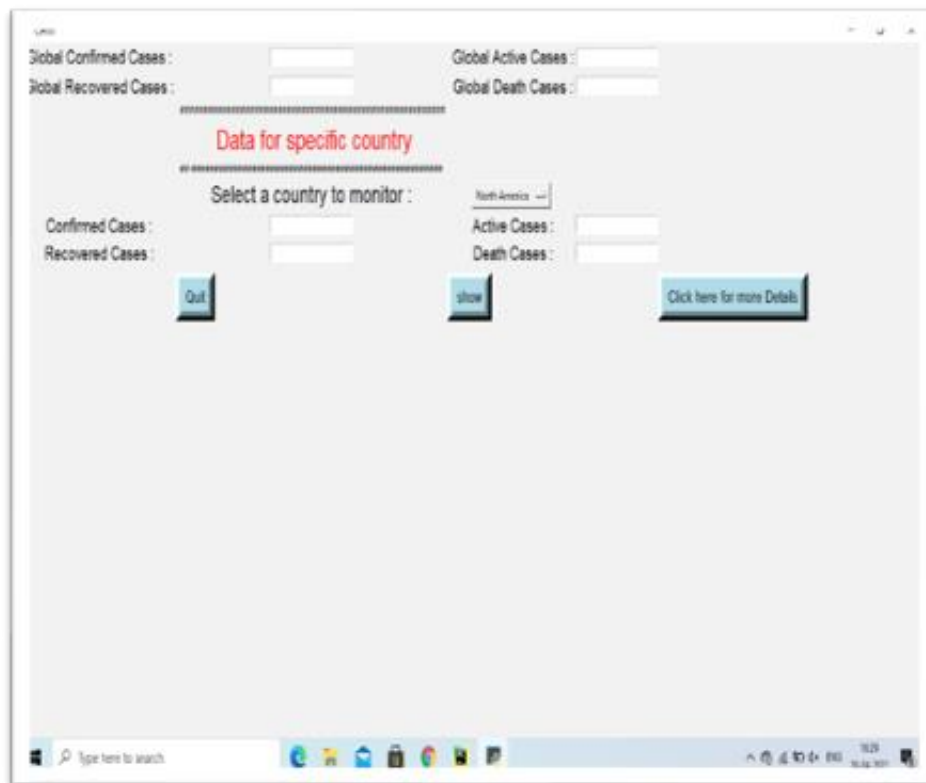 Global Confirmed Cases : Global Active Cases :
Global Recovered Cases : Global Death Cases :
Data for specific country
Select a country to monitor : North America
Confirmed Cases : Active Cases :
Recovered Cases : Death Cases :
Quit show Click here for more Details
Type here to search